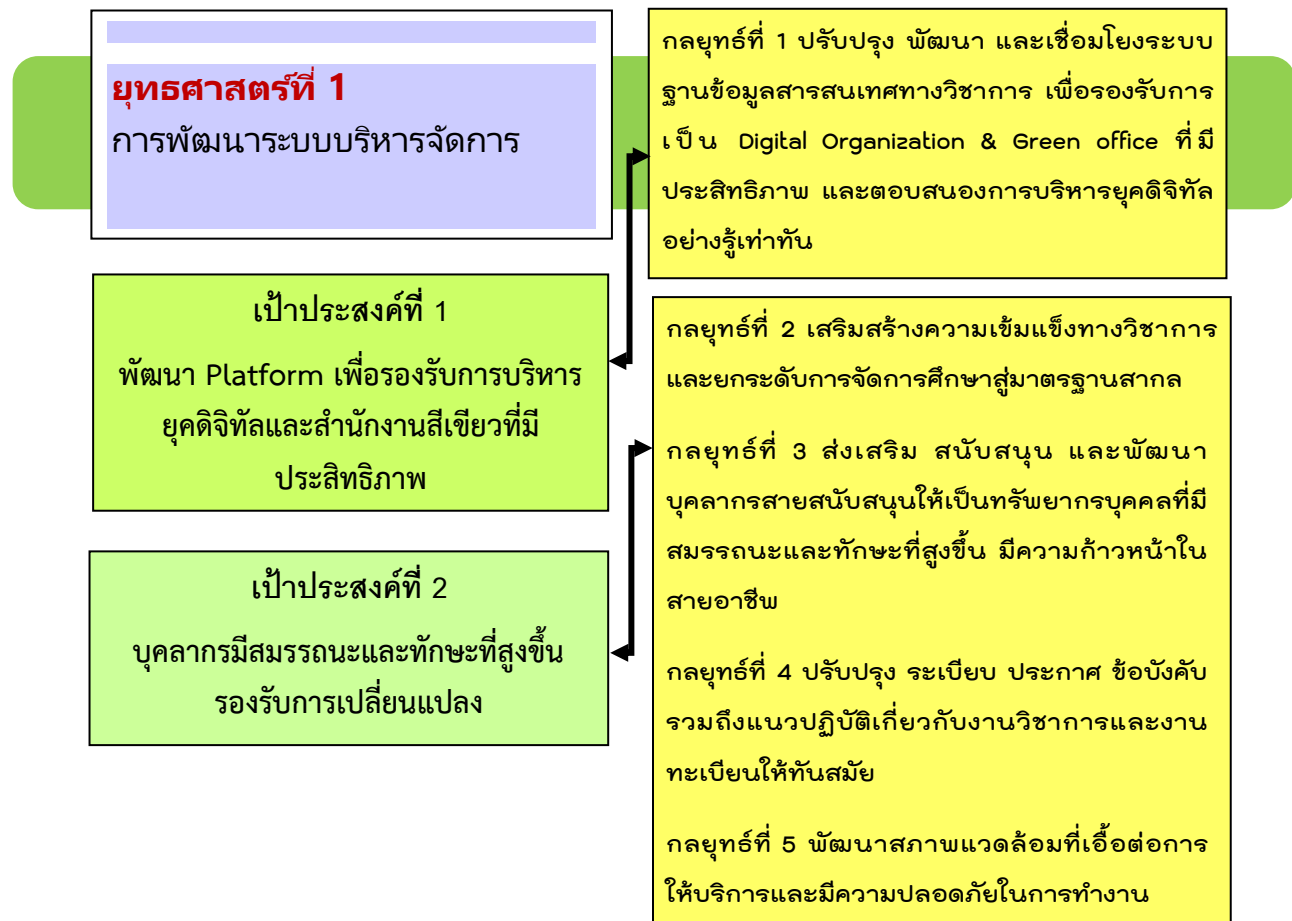 ยุทธศาสตร์ที่ 1
การพัฒนาระบบบริหารจัดการ
เป้าประสงค์ที่ 1
พัฒนา Platform เพื่อรองรับการบริหาร
ยุคดิจิทัลและสำนักงานสีเขียวที่มี
ประสิทธิภาพ
เป้าประสงค์ที่ 2
บุคลากรมีสมรรถนะและทักษะที่สูงขึ้น
รองรับการเปลี่ยนแปลง
กลยุทธ์ที่ 1 ปรับปรุง พัฒนา และเชื่อมโยงระบบ
ฐานข้อมูลสารสนเทศทางวิชาการ เพื่อรองรับการ
เป็น Digital Organization & Green office ที่มี
ประสิทธิภาพ และตอบสนองการบริหารยุคดิจิทัล
อย่างรู้เท่าทัน
กลยุทธ์ที่ 2 เสริมสร้างความเข้มแข็งทางวิชาการ
และยกระดับการจัดการศึกษาสู่มาตรฐานสากล
กลยุทธ์ที่ 3 ส่งเสริม สนับสนุน และพัฒนา
บุคลากรสายสนับสนุนให้เป็นทรัพยากรบุคคลที่มี
สมรรถนะและทักษะที่สูงขึ้น มีความก้าวหน้าใน
สายอาชีพ
กลยุทธ์ที่ 4 ปรับปรุง ระเบียบ ประกาศ ข้อบังคับ
รวมถึงแนวปฏิบัติเกี่ยวกับงานวิชาการและงาน
ทะเบียนให้ทันสมัย
กลยุทธ์ที่ 5 พัฒนาสภาพแวดล้อมที่เอื้อต่อการ
ให้บริการและมีความปลอดภัยในการทำงาน